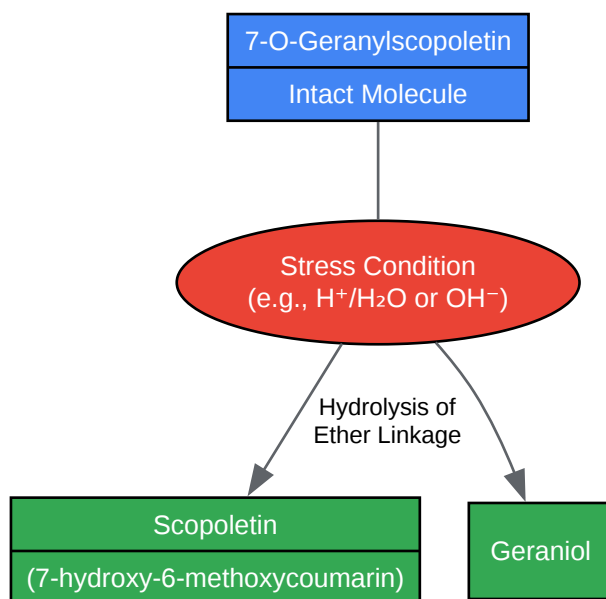 7-O-Geranylscopoletin
Intact Molecule
Stress Condition
(e.g., H⁺/H₂O or OH⁻)
Hydrolysis of
Ether Linkage
Scopoletin
(7-hydroxy-6-methoxycoumarin)
Geraniol